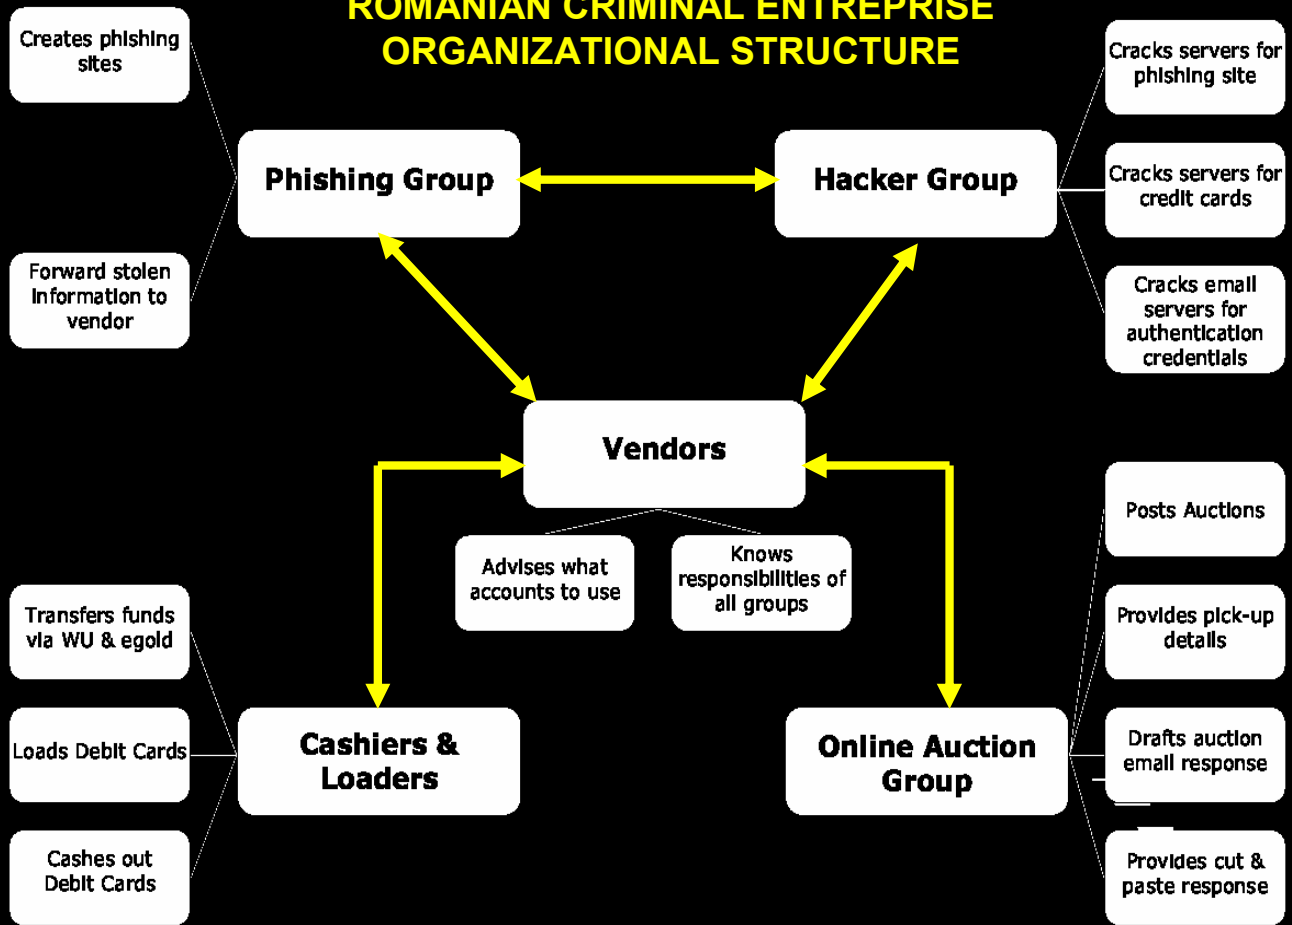 ROMANIAN CRIMINAL ENTREPRISE
ORGANIZATIONAL STRUCTURE
Creates phishing
sites
Phishing Group
Forward stolen
information to
vendor
Hacker Group
Cracks servers for
phishing site
Cracks servers for
credit cards
Cracks email
servers for
authentication
credentials
Vendors
Advises what
accounts to use
Knows
responsibilities of
all groups
Transfers funds
via WU & egold
Loads Debit Cards
Cashes out
Debit Cards
Cashiers &
Loaders
Online Auction
Group
Posts Auctions
Provides pick-up
details
Drafts auction
email response
Provides cut &
paste response